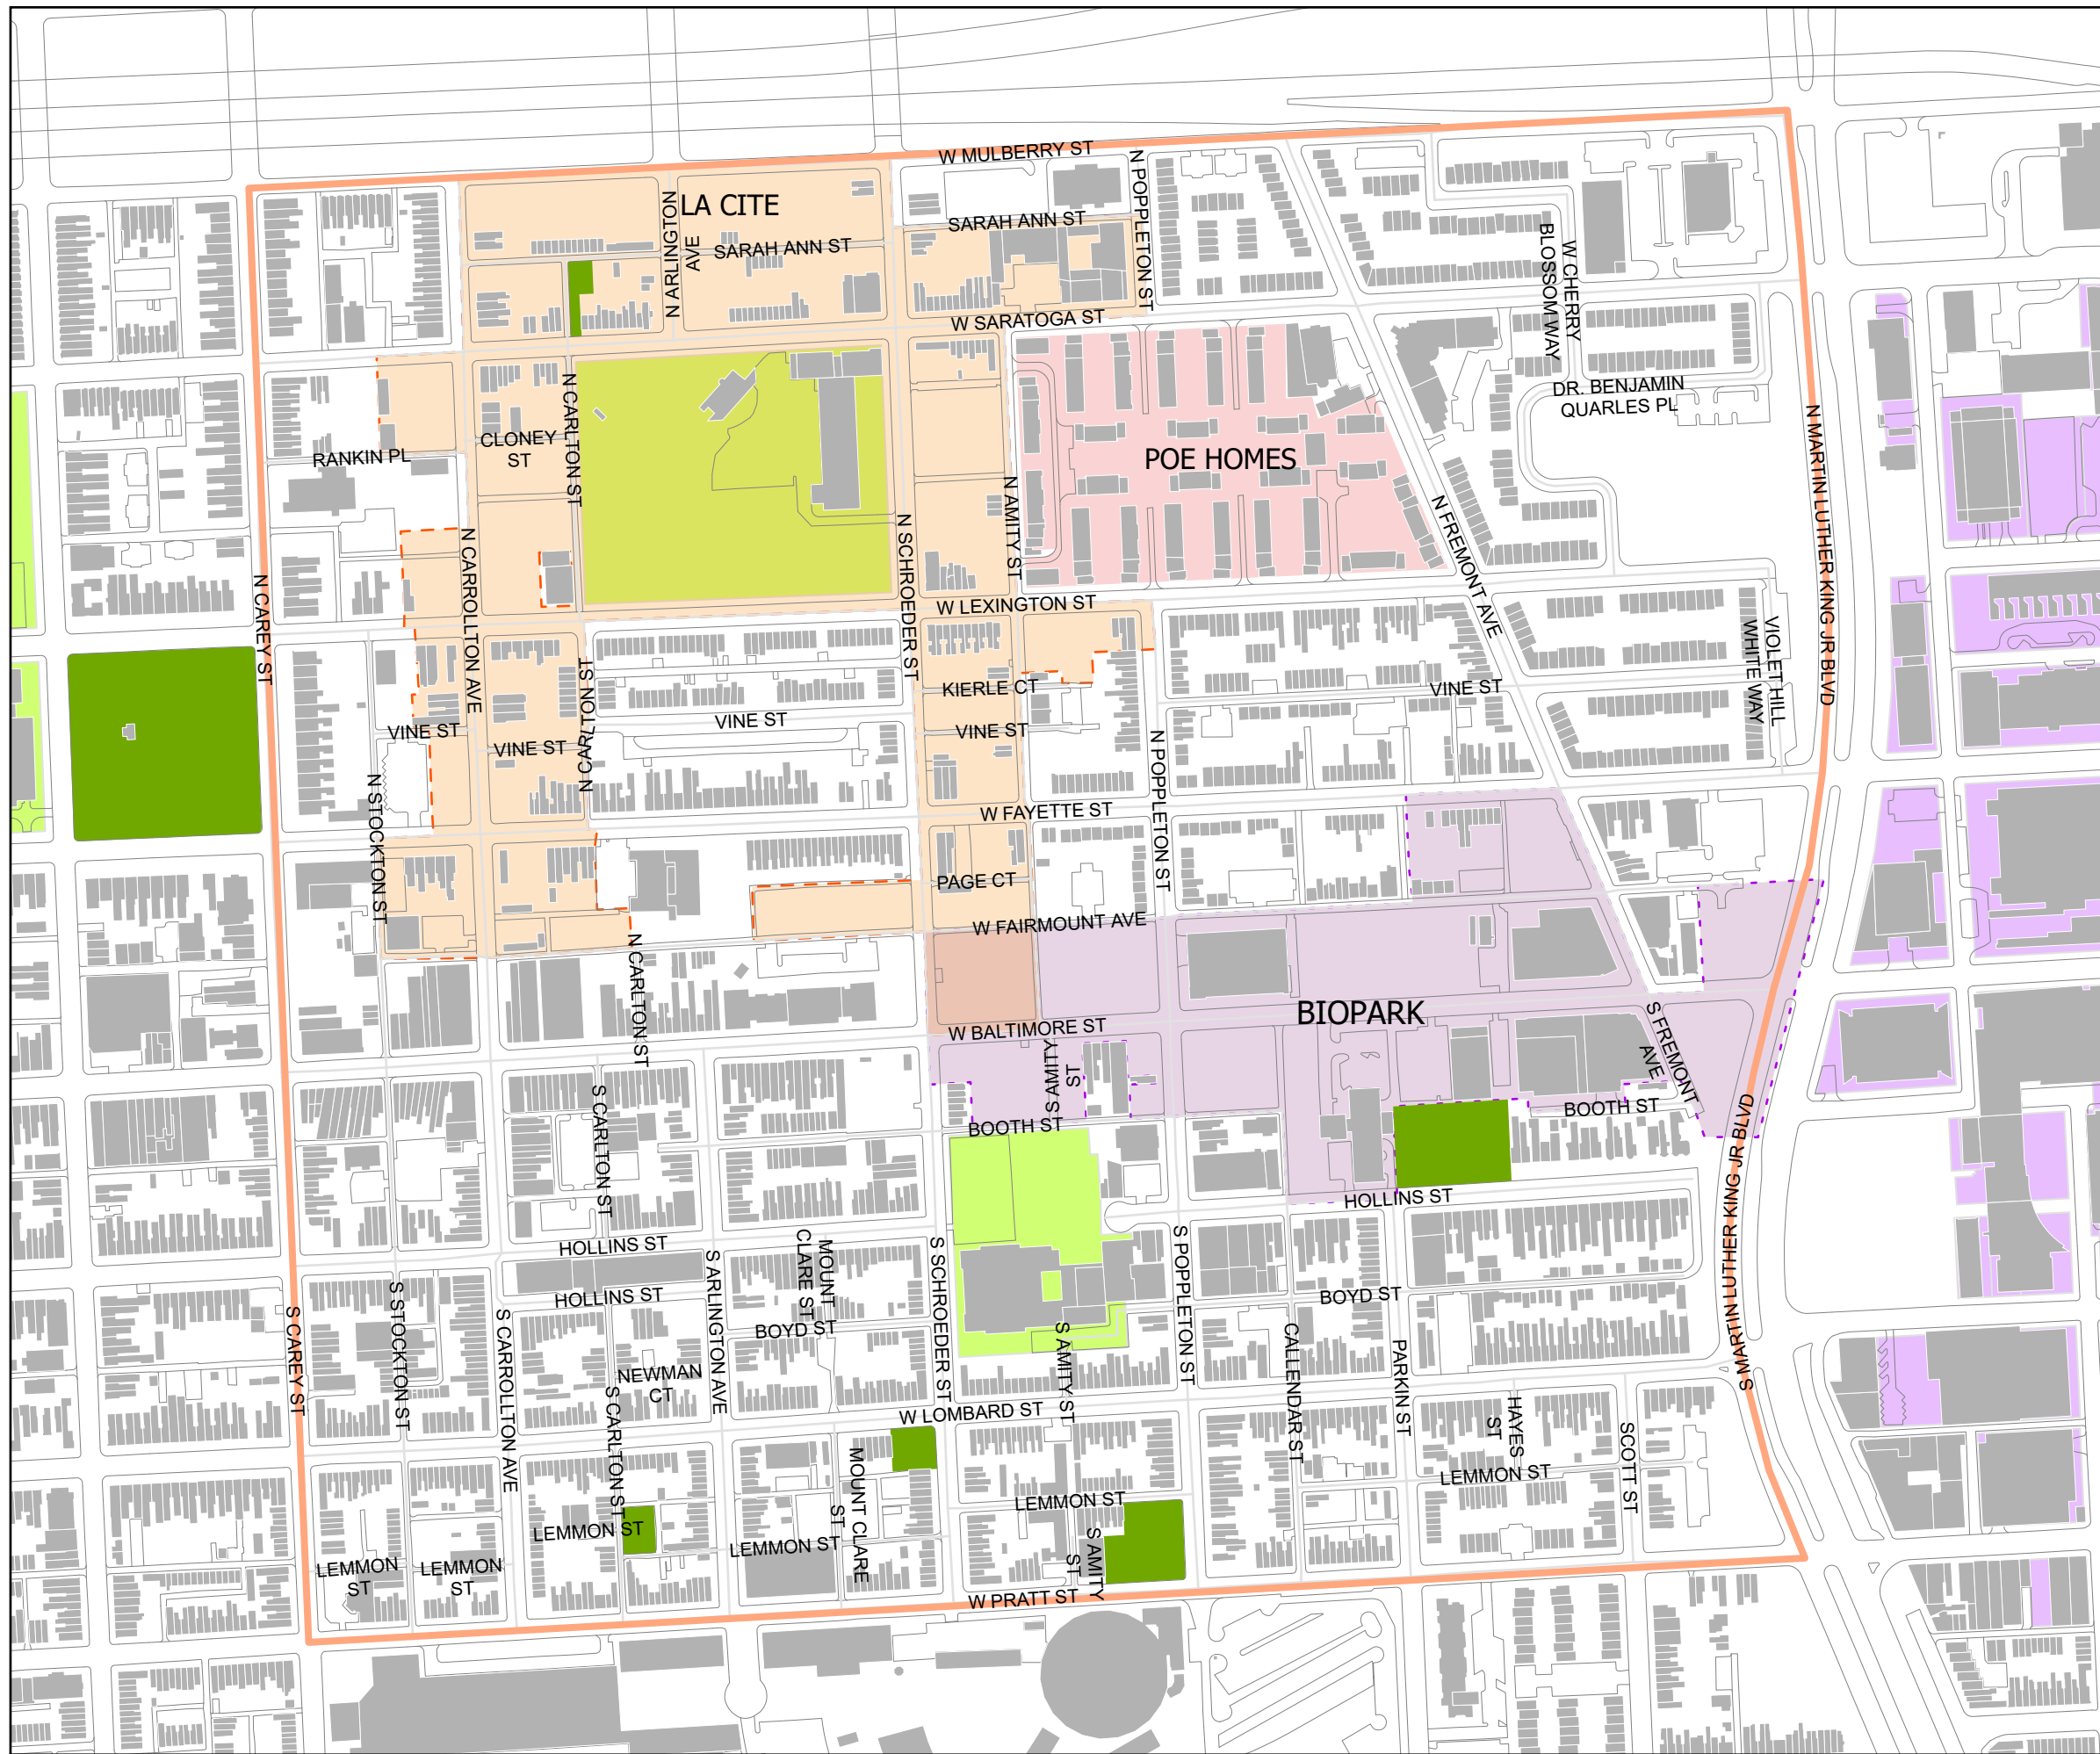 W MULBERRY ST
N POPPLETON ST
LA CITE
N ARLINGTON
AVE
SARAH ANN ST
SARAH ANN ST
W CHERRY
BLOSSOM WAY
W SARATOGA ST
DR. BENJAMIN
QUARLES PL
N CARLTON ST
CLONEY
ST
RANKIN PL
POE HOMES
N MARTIN LUTHER KING JR BLVD
N AMITY ST
N FREMONT AVE
N SCHROEDER ST
N CARROLLTON AVE
N CAREY ST
W LEXINGTON ST
VIOLET HILL
WHITE WAY
N CARLTON ST
KIERLE CT
VINE ST
VINE ST
VINE ST
VINE ST
VINE ST
N STOCKTON ST
N POPPLETON ST
W FAYETTE ST
PAGE CT
W FAIRMOUNT AVE
N CARLTON ST
BIOPARK
W BALTIMORE ST
S AMITY
ST
S FREMONT
AVE
BOOTH ST
BOOTH ST
S CARLTON ST
S MARTIN LUTHER KING JR BLVD
HOLLINS ST
HOLLINS ST
HOLLINS ST
MOUNT
CLARE ST
S ARLINGTON AVE
S SCHROEDER ST
S POPPLETON ST
BOYD ST
BOYD ST
S CAREY ST
S STOCKTON ST
S CARROLLTON AVE
NEWMAN
CT
S CARLTON ST
S AMITY ST
CALLENDAR ST
PARKIN ST
W LOMBARD ST
HAYES
ST
SCOTT ST
MOUNT CLARE
ST
LEMMON ST
LEMMON ST
LEMMON ST
LEMMON ST
LEMMON
ST
LEMMON
ST
S AMITY
ST
W PRATT ST